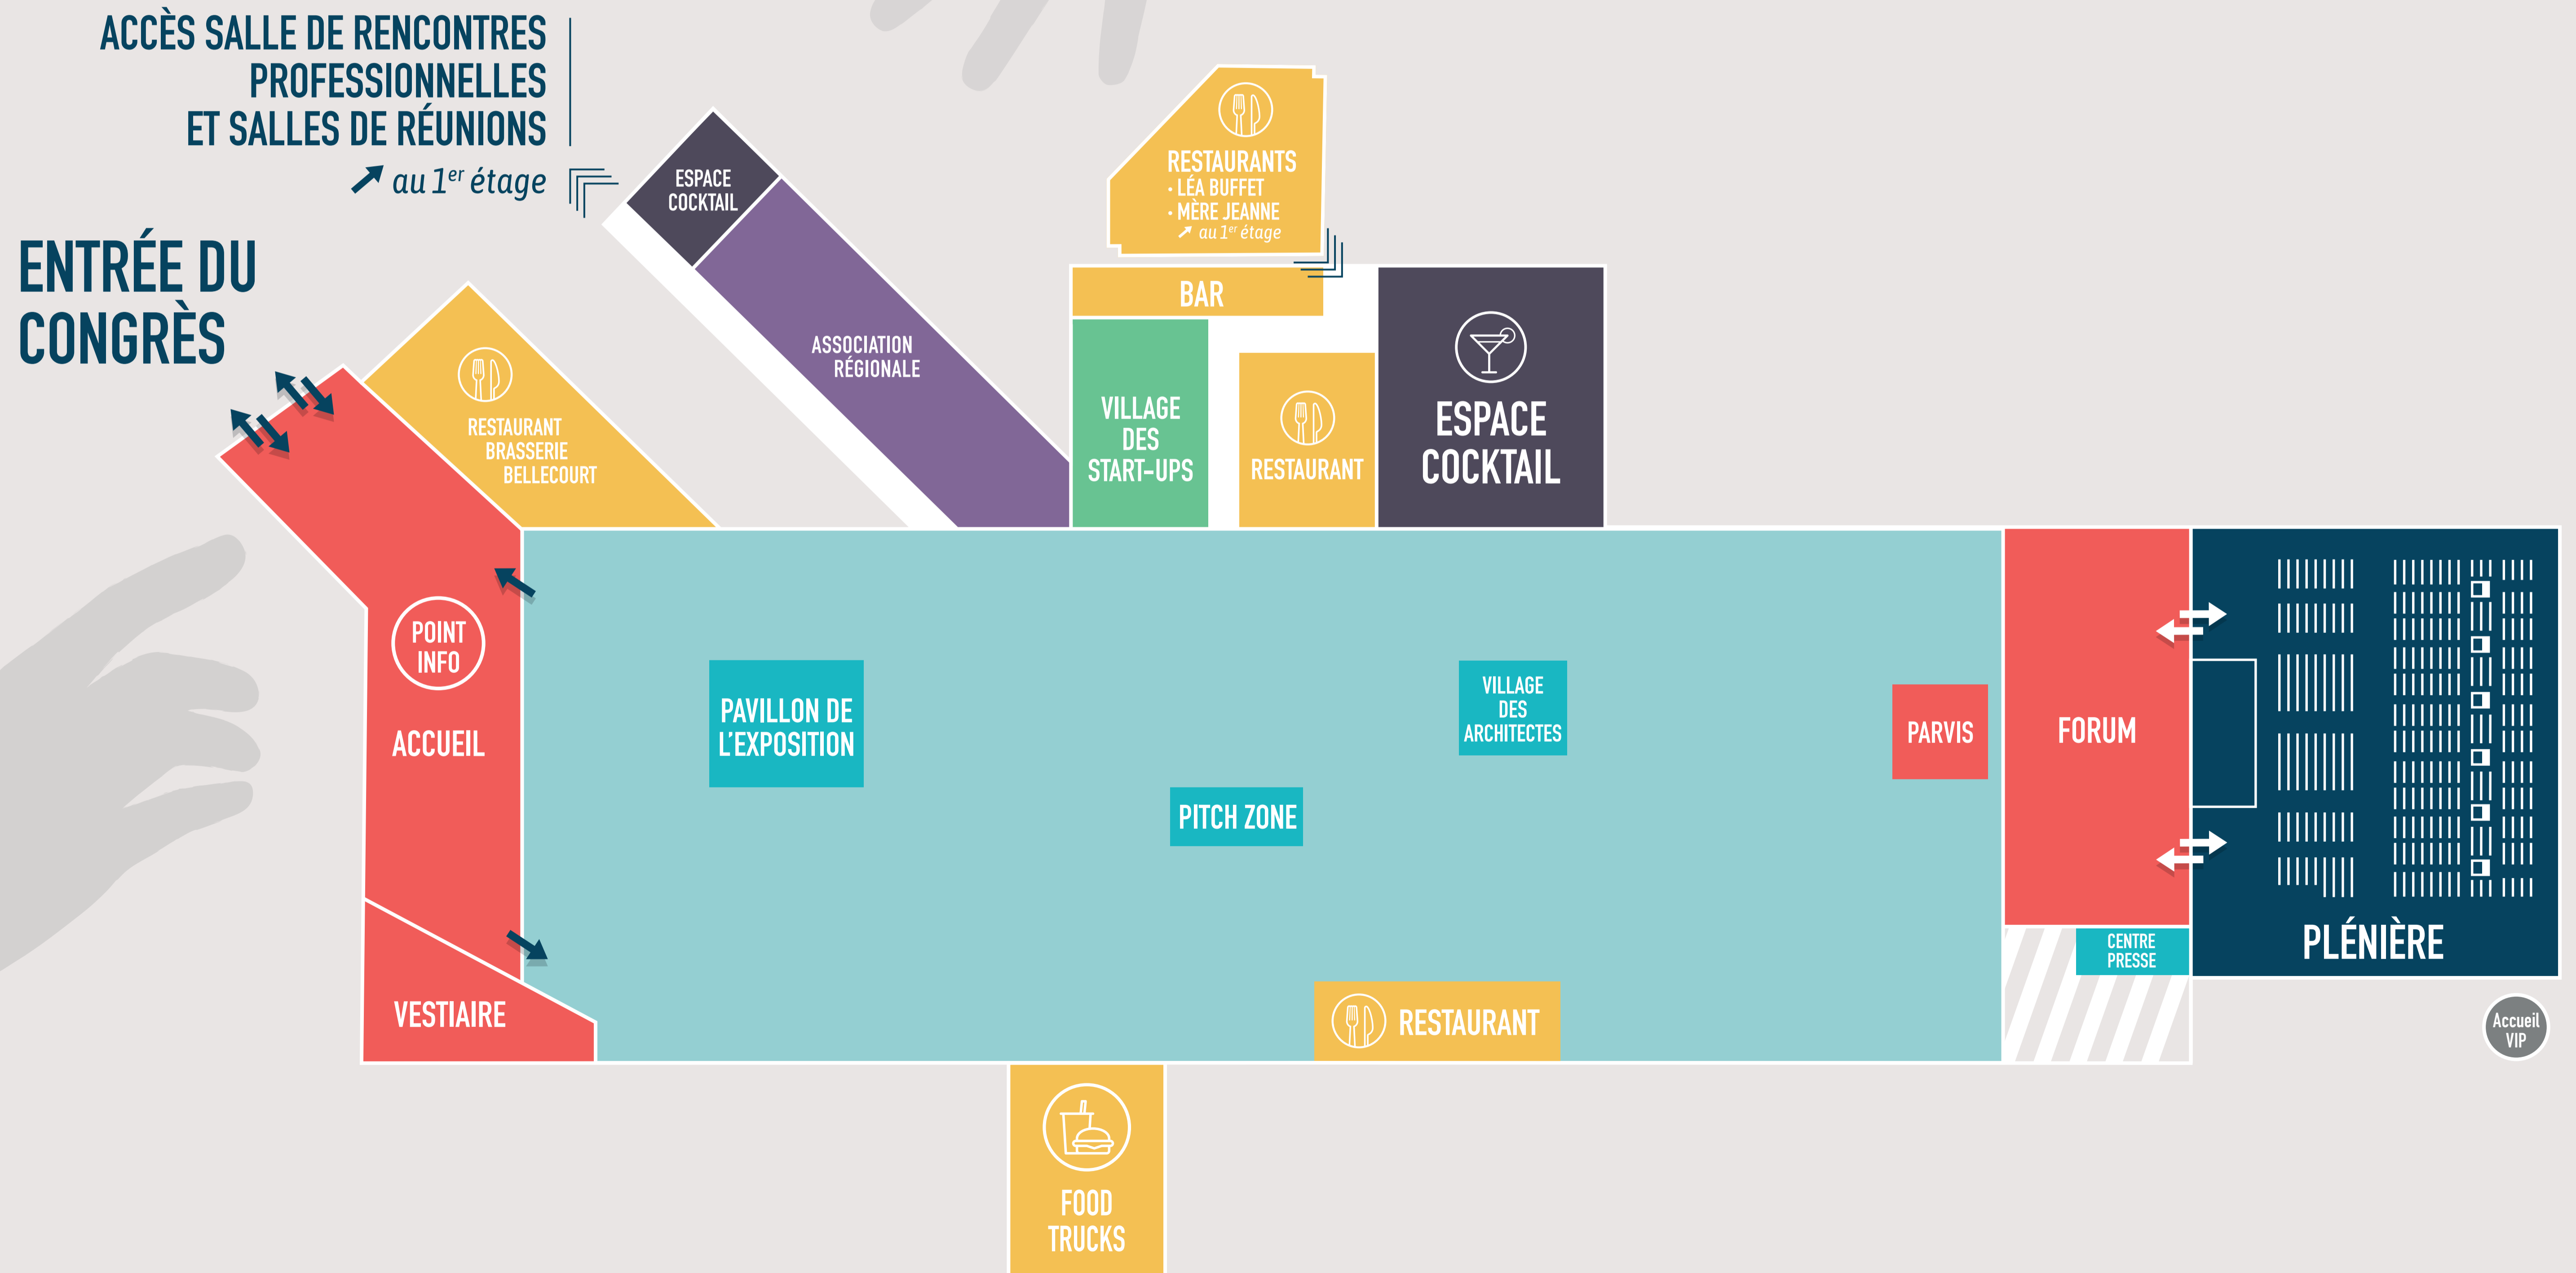 ACCÈS SALLE DE RENCONTRES
PROFESSIONNELLES
ET SALLES DE RÉUNIONS
au 1er étage
ENTRÉE DU
CONGRÈS
ESPACE
COCKTAIL
ASSOCIATION
RÉGIONALE
RESTAURANT
BRASSERIE
BELLECOURT
RESTAURANTS
• LÉA BUFFET
• MÈRE JEANNE
au 1er étage
BAR
VILLAGE
DES
START-UPS
RESTAURANT
ESPACE
COCKTAIL
POINT
INFO
ACCUEIL
VESTIAIRE
PAVILLON DE
L'EXPOSITION
PITCH ZONE
VILLAGE
DES
ARCHITECTES
PARVIS
FORUM
CENTRE
PRESSE
PLÉNIÈRE
Accueil
VIP
RESTAURANT
FOOD
TRUCKS